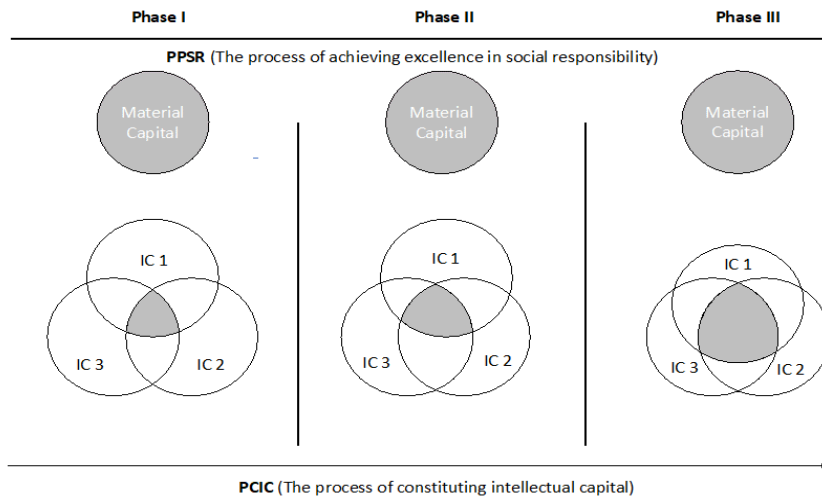 Phase I Phase II Phase III
PPSR (The process of achieving excellence in social responsibility)
Material
Capital
Material
Capital
Material
Capital
IC 1
IC 3
IC 2
IC 1
IC 3
IC 2
IC 1
IC 3
IC 2
PCIC (The process of constituting intellectual capital)